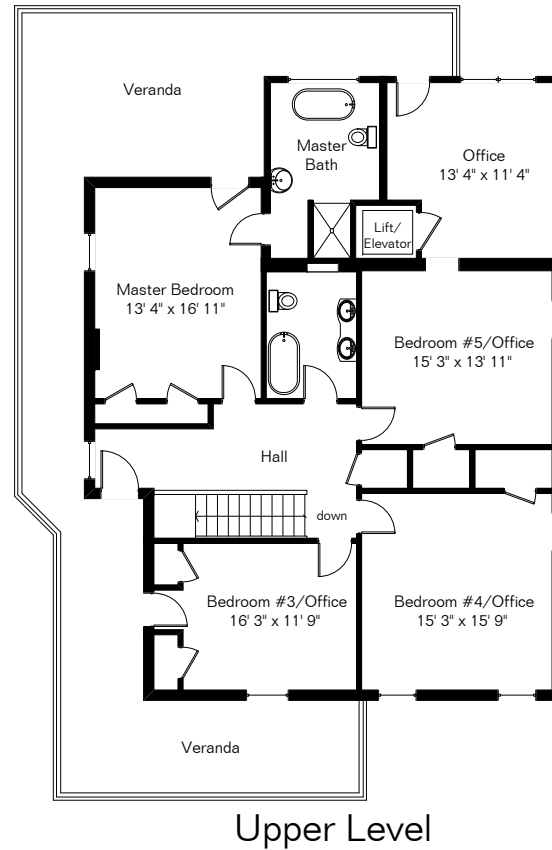 Veranda
Master
Bath
Office
13' 4" x 11' 4"
Lift/
Elevator
Master Bedroom
13' 4" x 16' 11"
Bedroom #5/Office
15' 3" x 13' 11"
Hall
down
Bedroom #3/Office
16' 3" x 11' 9"
Bedroom #4/Office
15' 3" x 15' 9"
Veranda
Upper Level